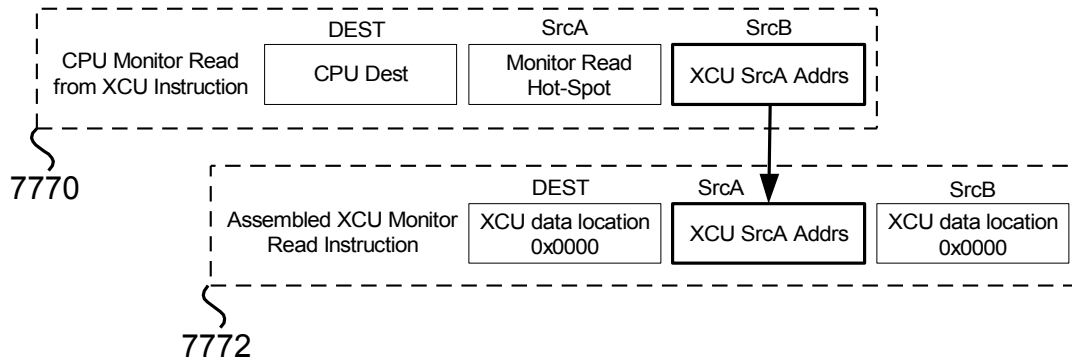 DEST SrcA SrcB
CPU Monitor Read
from XCU Instruction
CPU Dest
Monitor Read
Hot-Spot
XCU SrcA Addrs
7770
DEST SrcA SrcB
Assembled XCU Monitor
Read Instruction
XCU data location
0x0000
XCU SrcA Addrs
XCU data location
0x0000
7772